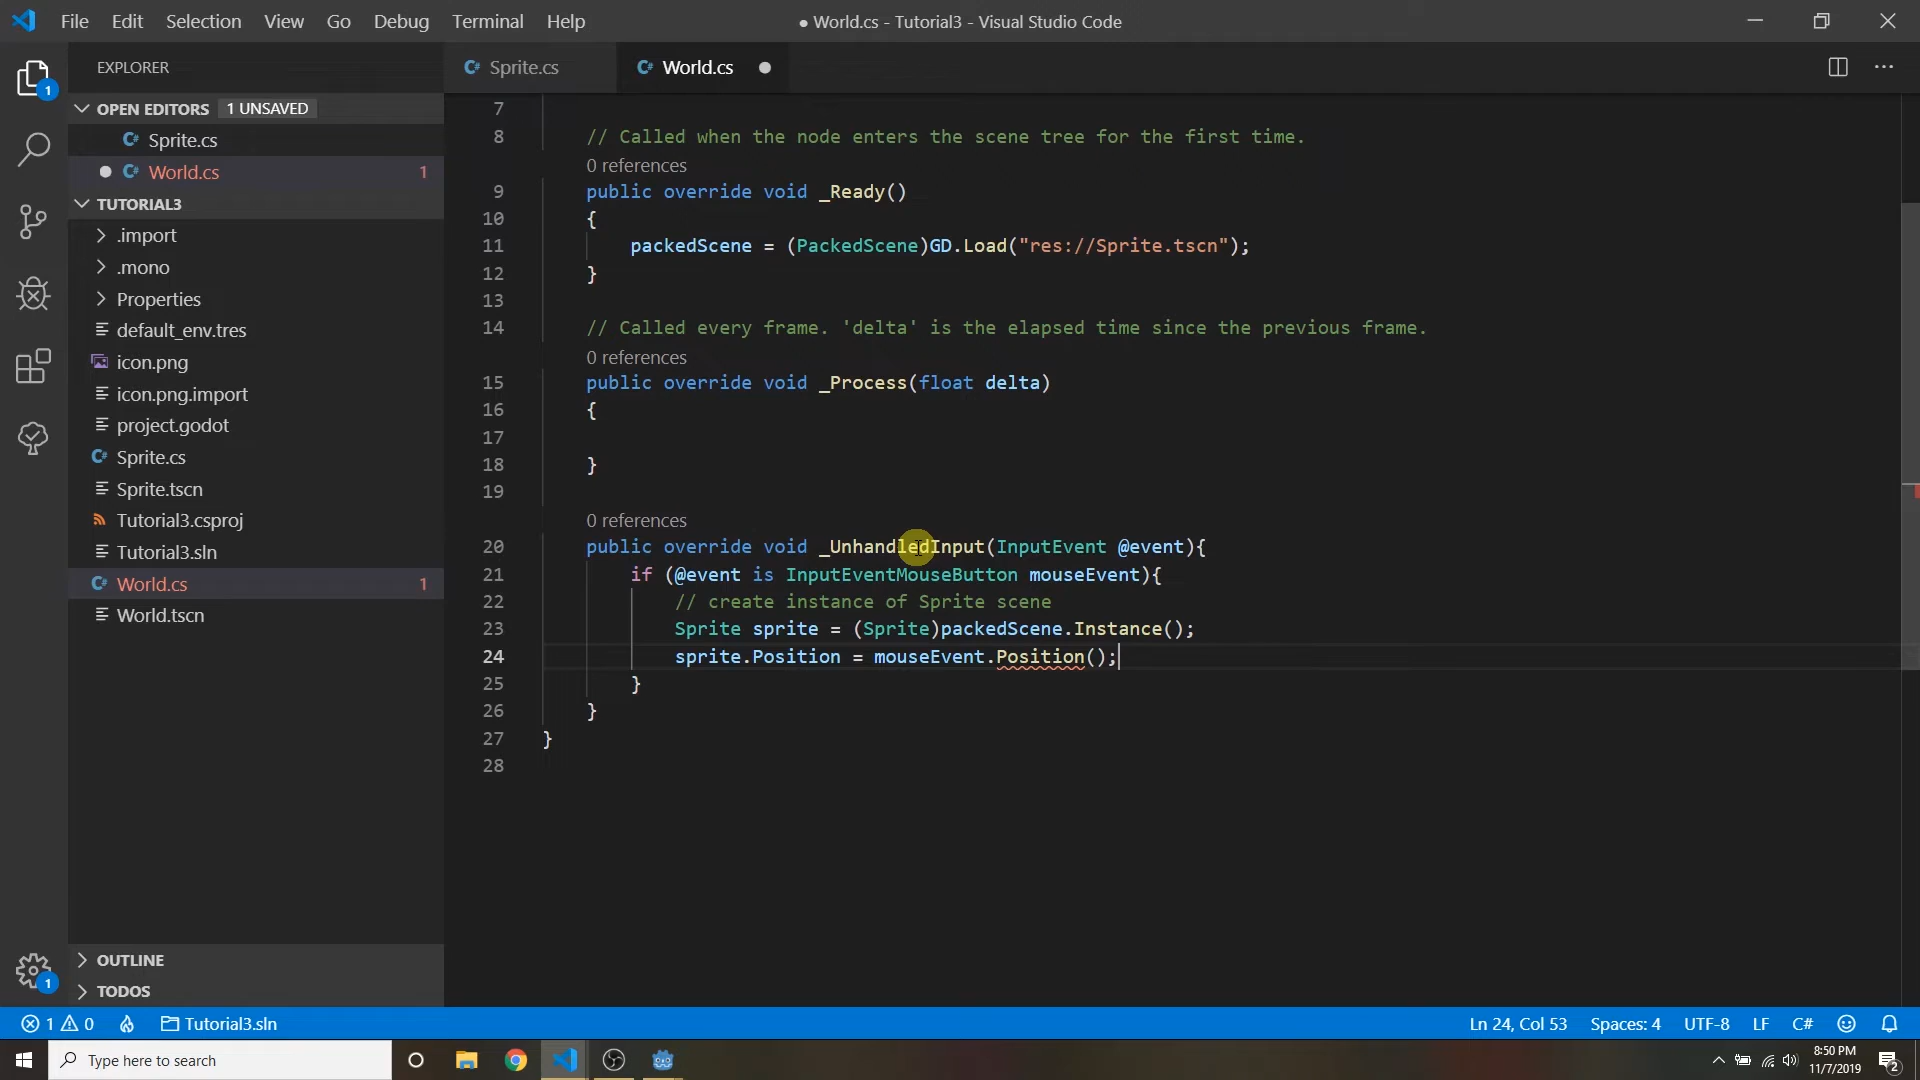 File Edit Selection View Go Debug Terminal Help
● World.cs - Tutorial3 - Visual Studio Code
EXPLORER
OPEN EDITORS 1 UNSAVED
Sprite.cs
World.cs 1
TUTORIAL3
.import
.mono
Properties
default_env.tres
icon.png
icon.png.import
project.godot
Sprite.cs
Sprite.tscn
Tutorial3.csproj
Tutorial3.sln
World.cs 1
World.tscn
OUTLINE
TODOS
1
1
Sprite.cs World.cs
7
8 // Called when the node enters the scene tree for the first time.
0 references
9 public override void _Ready()
10 {
11 packedScene = (PackedScene)GD.Load("res://Sprite.tscn");
12 }
13
14 // Called every frame. 'delta' is the elapsed time since the previous frame.
0 references
15 public override void _Process(float delta)
16 {
17
18 }
19
0 references
20 public override void _UnhandledInput(InputEvent @event){
21 if (@event is InputEventMouseButton mouseEvent){
22 // create instance of Sprite scene
23 Sprite sprite = (Sprite)packedScene.Instance();
24 sprite.Position = mouseEvent.Position();
25 }
26 }
27 }
28
1 0 Tutorial3.sln Ln 24, Col 53 Spaces: 4 UTF-8 LF C#
Type here to search
8:50 PM
11/7/2019
2